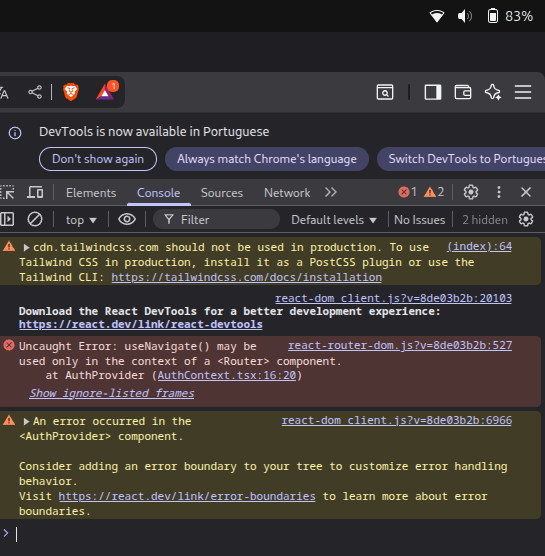 83%
1
DevTools is now available in Portuguese
Don't show again
Always match Chrome's language
Switch DevTools to Portugues
Elements
Console
Sources
Network
1
2
top
Filter
Default levels
No Issues
2 hidden
cdn.tailwindcss.com should not be used in production. To use (index):64
Tailwind CSS in production, install it as a PostCSS plugin or use the
Tailwind CLI: https://tailwindcss.com/docs/installation
react-dom_client.js?v=8de03b2b:20103
Download the React DevTools for a better development experience:
https://react.dev/link/react-devtools
Uncaught Error: useNavigate() may be react-router-dom.js?v=8de03b2b:527
used only in the context of a <Router> component.
at AuthProvider (AuthContext.tsx:16:20)
Show ignore-listed frames
An error occurred in the react-dom_client.js?v=8de03b2b:6966
<AuthProvider> component.
Consider adding an error boundary to your tree to customize error handling
behavior.
Visit https://react.dev/link/error-boundaries to learn more about error
boundaries.